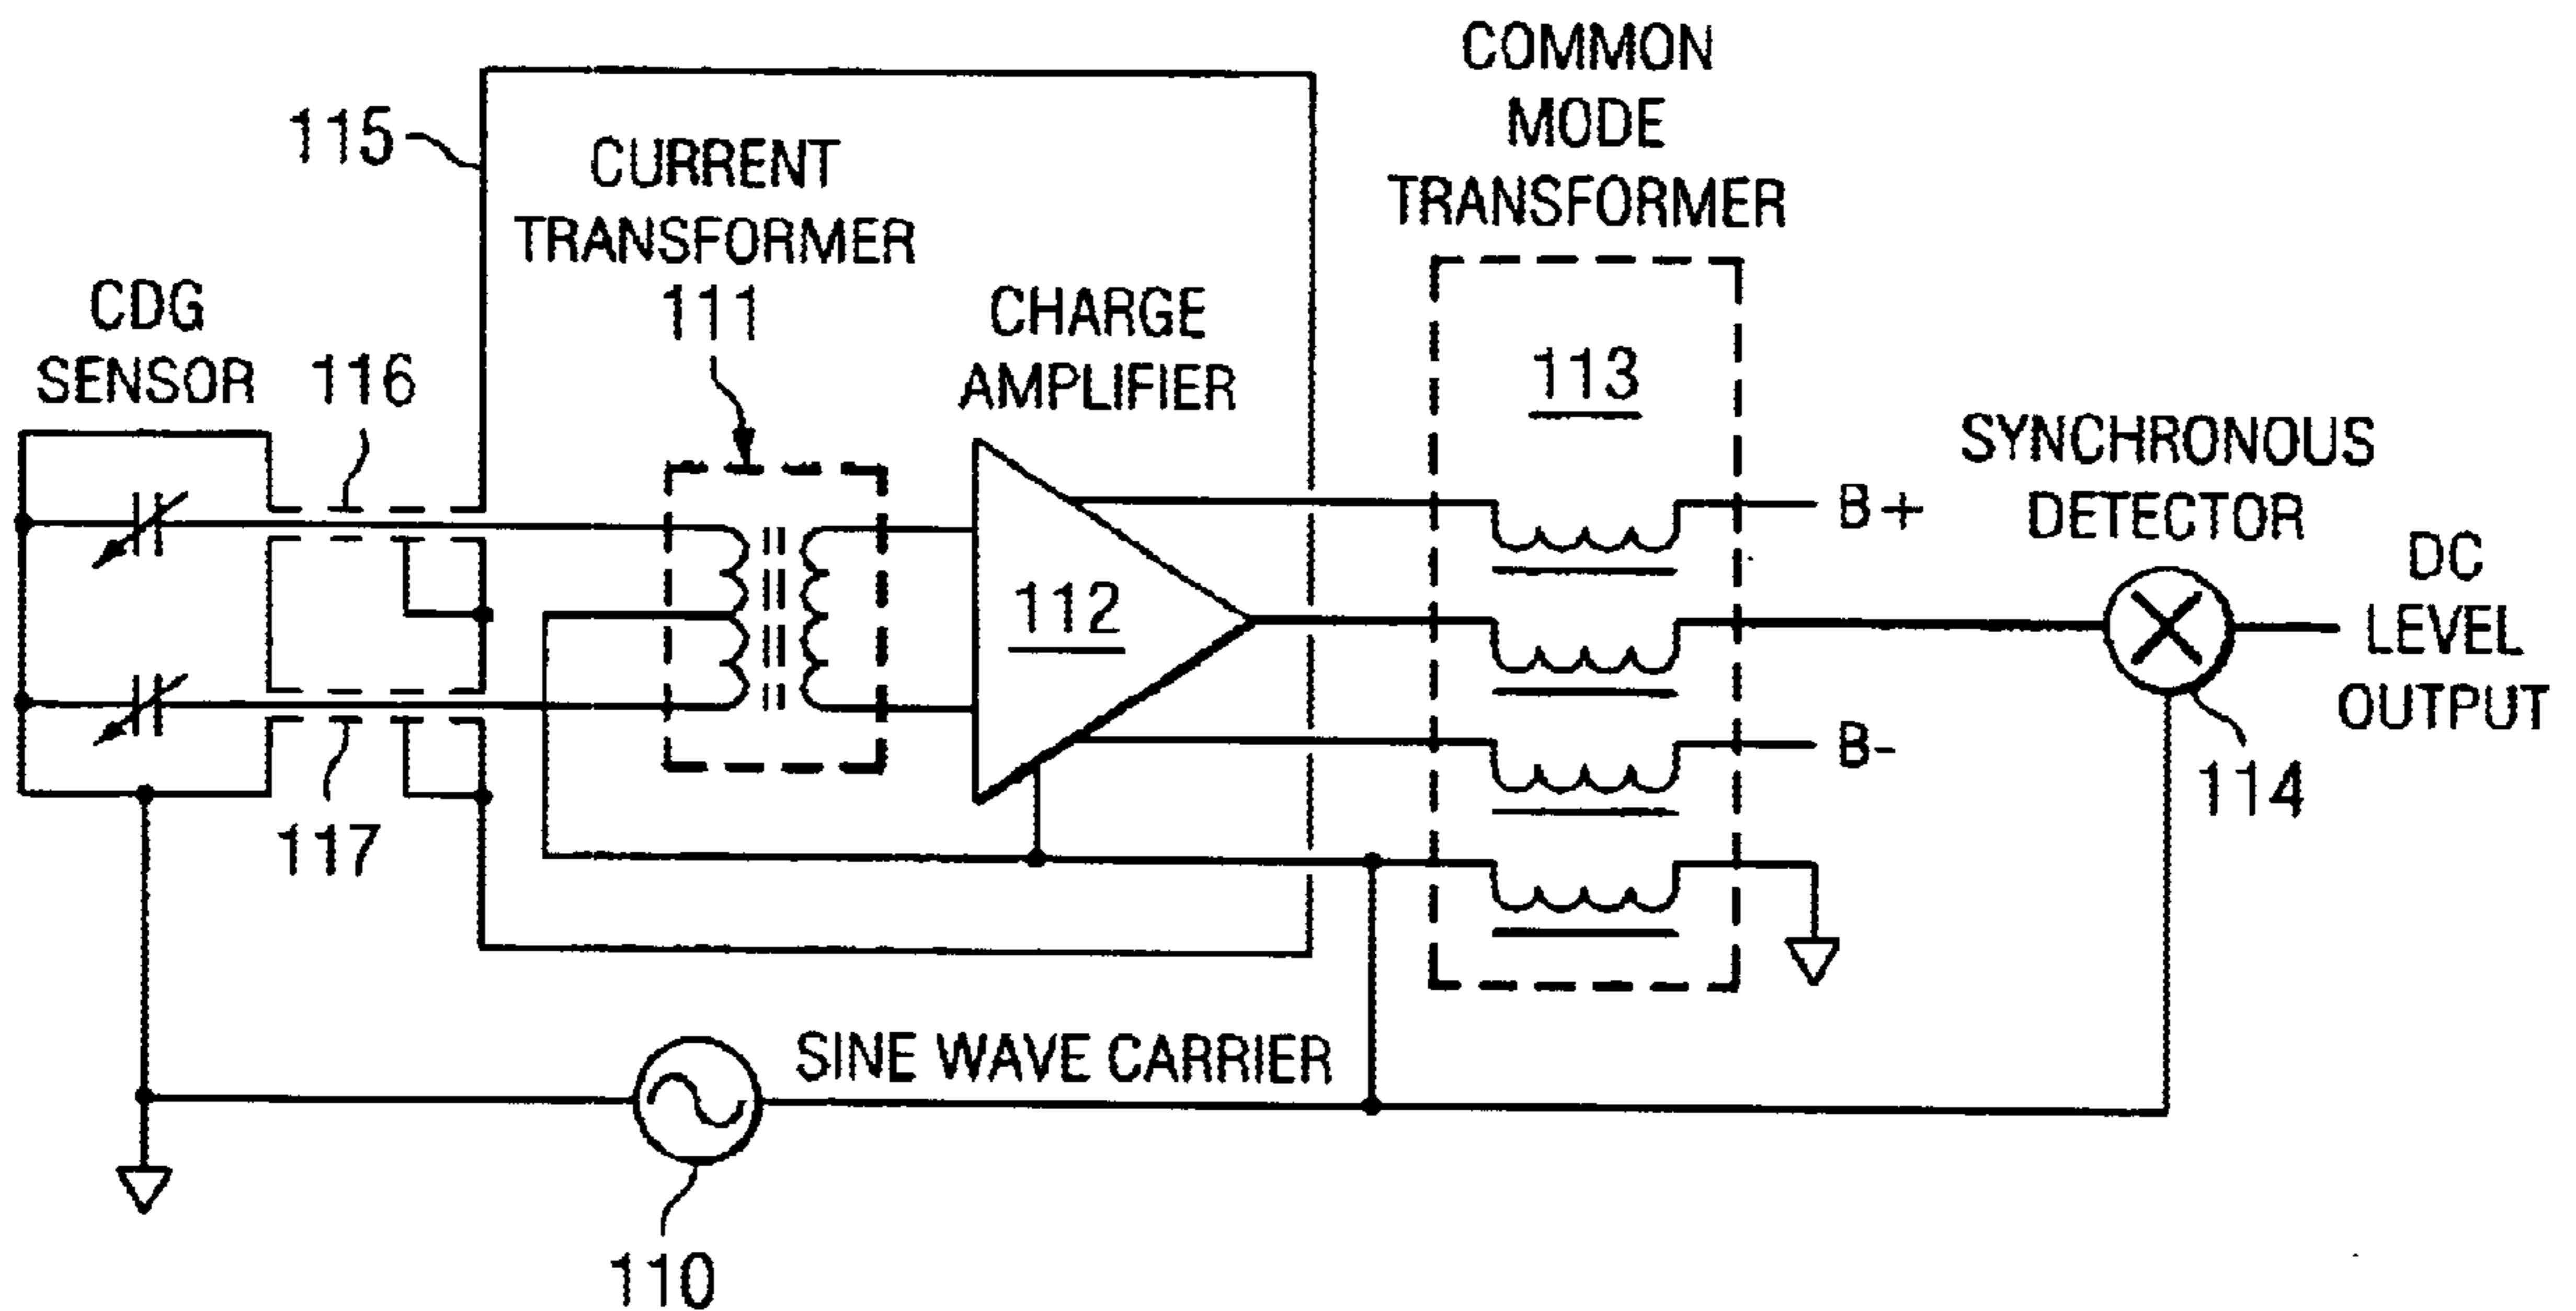 COMMON
MODE
TRANSFORMER
115
CURRENT
TRANSFORMER
111
CDG
SENSOR
116
CHARGE
AMPLIFIER
113
SYNCHRONOUS
DETECTOR
B+
DC
LEVEL
OUTPUT
112
B-
114
117
SINE WAVE CARRIER
110